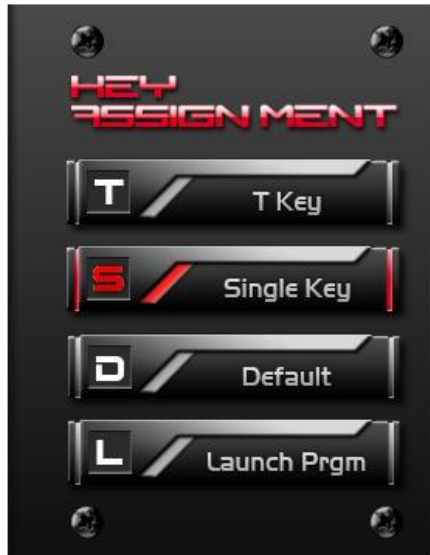 KEY
ASSIGNMENT
T T Key
S Single Key
D Default
L Launch Prgm